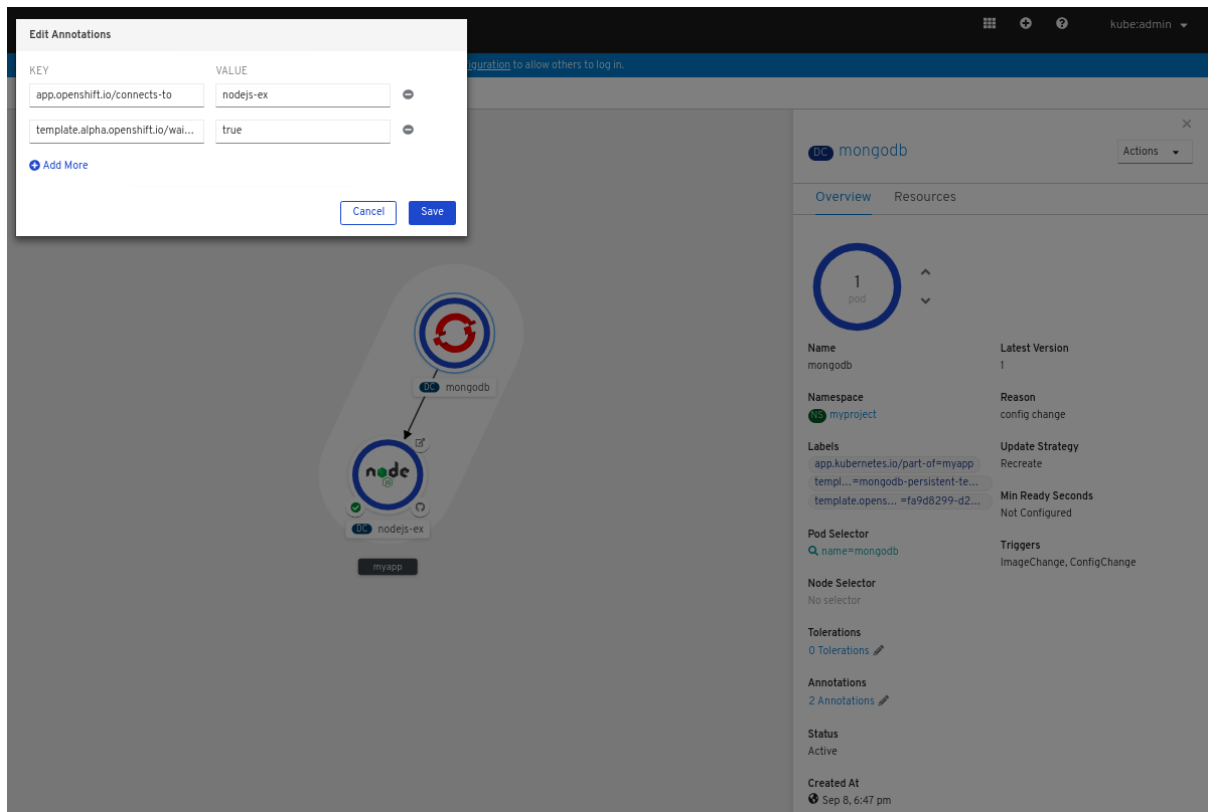 kube:admin
Edit Annotations
iguration to allow others to log in.
KEY VALUE
app.openshift.io/connects-to nodejs-ex
template.alpha.openshift.io/wai... true
Add More
Cancel Save
DC mongodb
Actions
Overview Resources
1
pod
Name
mongodb
Latest Version
1
Namespace
NS myproject
Reason
config change
Labels
app.kubernetes.io/part-of=myapp
templ...=mongodb-persistent-te...
template.opens... =fa9d8299-d2...
Update Strategy
Recreate
Min Ready Seconds
Not Configured
Pod Selector
name=mongodb
Triggers
ImageChange, ConfigChange
Node Selector
No selector
Tolerations
0 Tolerations
Annotations
2 Annotations
Status
Active
Created At
Sep 8, 6:47 pm
DC mongodb
node
JS
DC nodejs-ex
myapp